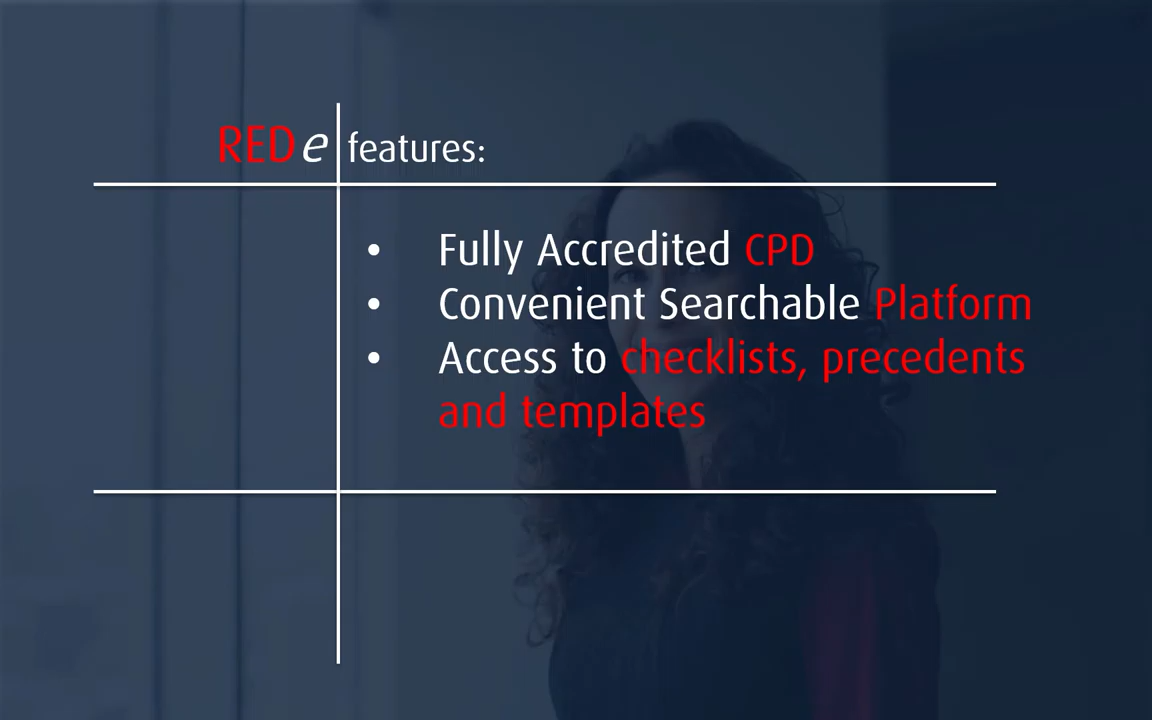 REDe features:
• Fully Accredited CPD
• Convenient Searchable Platform
• Access to checklists, precedents
and templates